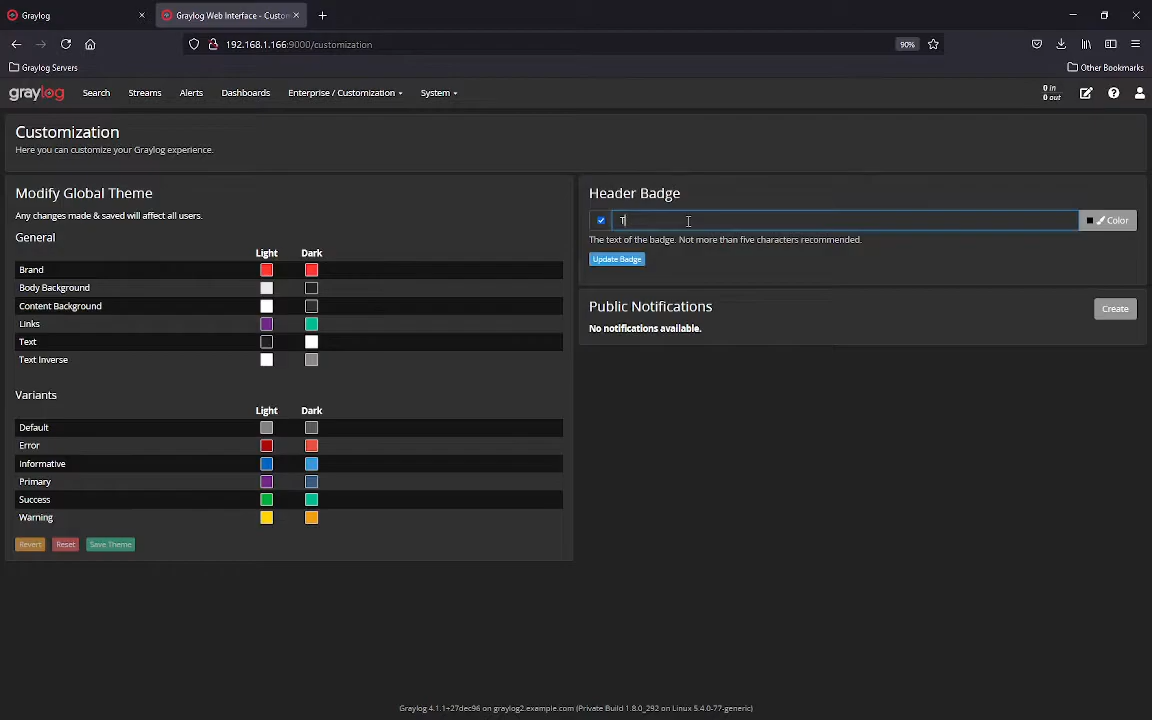 Graylog
Graylog Web Interface - Custom
192.168.1.166:9000/customization
90%
Graylog Servers
Other Bookmarks
graylog
Search
Streams
Alerts
Dashboards
Enterprise / Customization
System
0 in
0 out
Customization
Here you can customize your Graylog experience.
Modify Global Theme
Any changes made & saved will affect all users.
General
Light Dark
Brand
Body Background
Content Background
Links
Text
Text Inverse
Variants
Light Dark
Default
Error
Informative
Primary
Success
Warning
Revert
Reset
Save Theme
Header Badge
T
Color
The text of the badge. Not more than five characters recommended.
Update Badge
Public Notifications
Create
No notifications available.
Graylog 4.1.1+27dec96 on graylog2.example.com (Private Build 1.8.0_292 on Linux 5.4.0-77-generic)